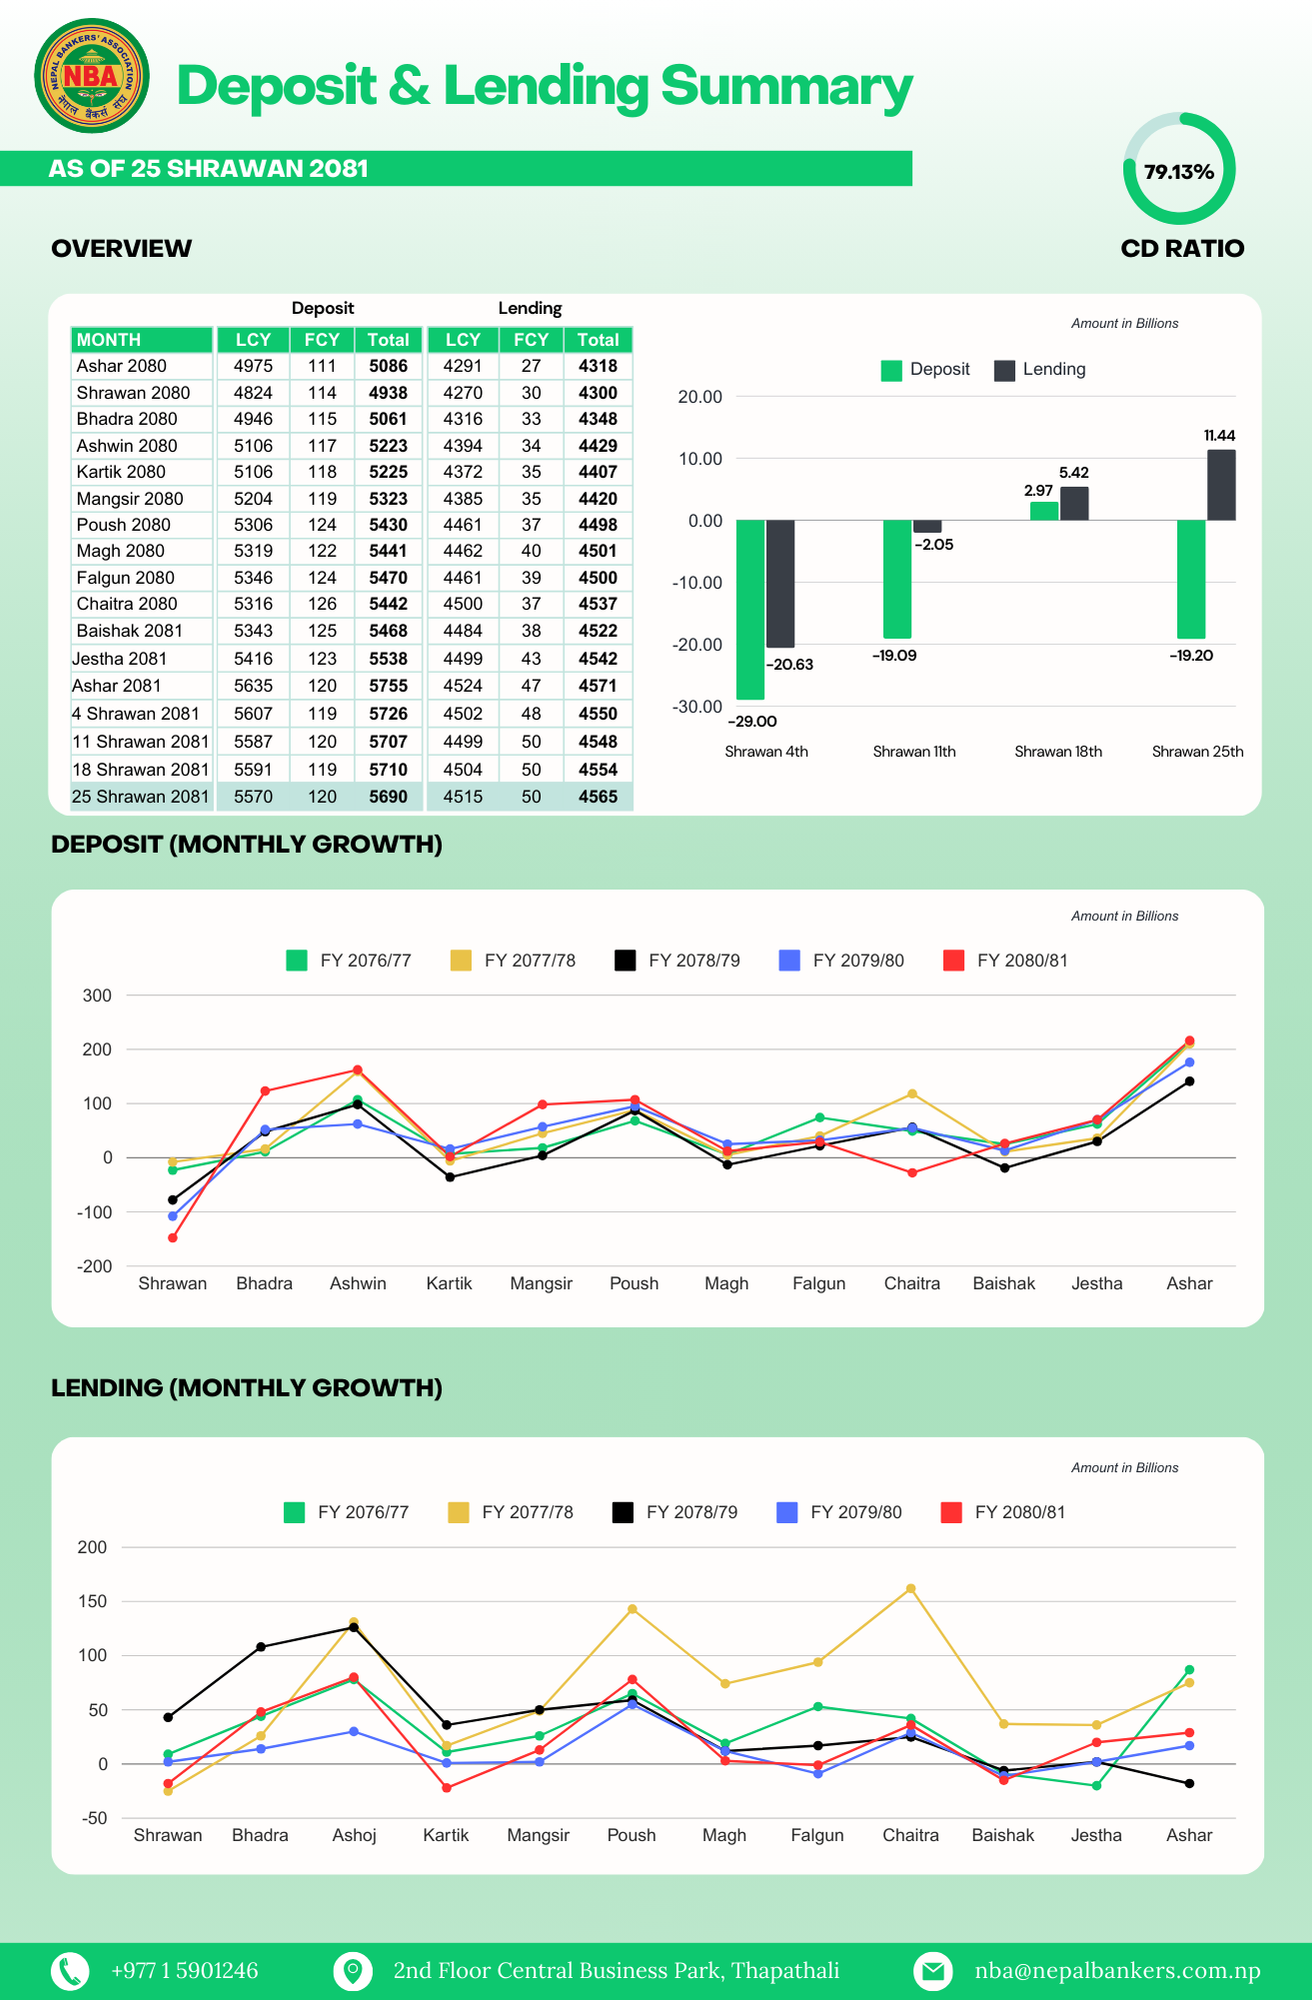 NEPAL BANKERS' ASSOCIATION
NBA
नेपाल बैंकर्स संघ
Deposit & Lending Summary
AS OF 25 SHRAWAN 2081
79.13%
CD RATIO
OVERVIEW
Deposit Lending
MONTH LCY FCY Total LCY FCY Total
Ashar 2080 4975 111 5086 4291 27 4318
Shrawan 2080 4824 114 4938 4270 30 4300
Bhadra 2080 4946 115 5061 4316 33 4348
Ashwin 2080 5106 117 5223 4394 34 4429
Kartik 2080 5106 118 5225 4372 35 4407
Mangsir 2080 5204 119 5323 4385 35 4420
Poush 2080 5306 124 5430 4461 37 4498
Magh 2080 5319 122 5441 4462 40 4501
Falgun 2080 5346 124 5470 4461 39 4500
Chaitra 2080 5316 126 5442 4500 37 4537
Baishak 2081 5343 125 5468 4484 38 4522
Jestha 2081 5416 123 5538 4499 43 4542
Ashar 2081 5635 120 5755 4524 47 4571
4 Shrawan 2081 5607 119 5726 4502 48 4550
11 Shrawan 2081 5587 120 5707 4499 50 4548
18 Shrawan 2081 5591 119 5710 4504 50 4554
25 Shrawan 2081 5570 120 5690 4515 50 4565
Amount in Billions
Deposit Lending
20.00
11.44
10.00
5.42
2.97
0.00
-2.05
-10.00
-20.00
-19.09
-19.20
-20.63
-30.00
-29.00
Shrawan 4th Shrawan 11th Shrawan 18th Shrawan 25th
DEPOSIT (MONTHLY GROWTH)
Amount in Billions
FY 2076/77 FY 2077/78 FY 2078/79 FY 2079/80 FY 2080/81
300
200
100
0
-100
-200
Shrawan Bhadra Ashwin Kartik Mangsir Poush Magh Falgun Chaitra Baishak Jestha Ashar
LENDING (MONTHLY GROWTH)
Amount in Billions
FY 2076/77 FY 2077/78 FY 2078/79 FY 2079/80 FY 2080/81
200
150
100
50
0
-50
Shrawan Bhadra Ashoj Kartik Mangsir Poush Magh Falgun Chaitra Baishak Jestha Ashar
+977 1 5901246 2nd Floor Central Business Park, Thapathali nba@nepalbankers.com.np